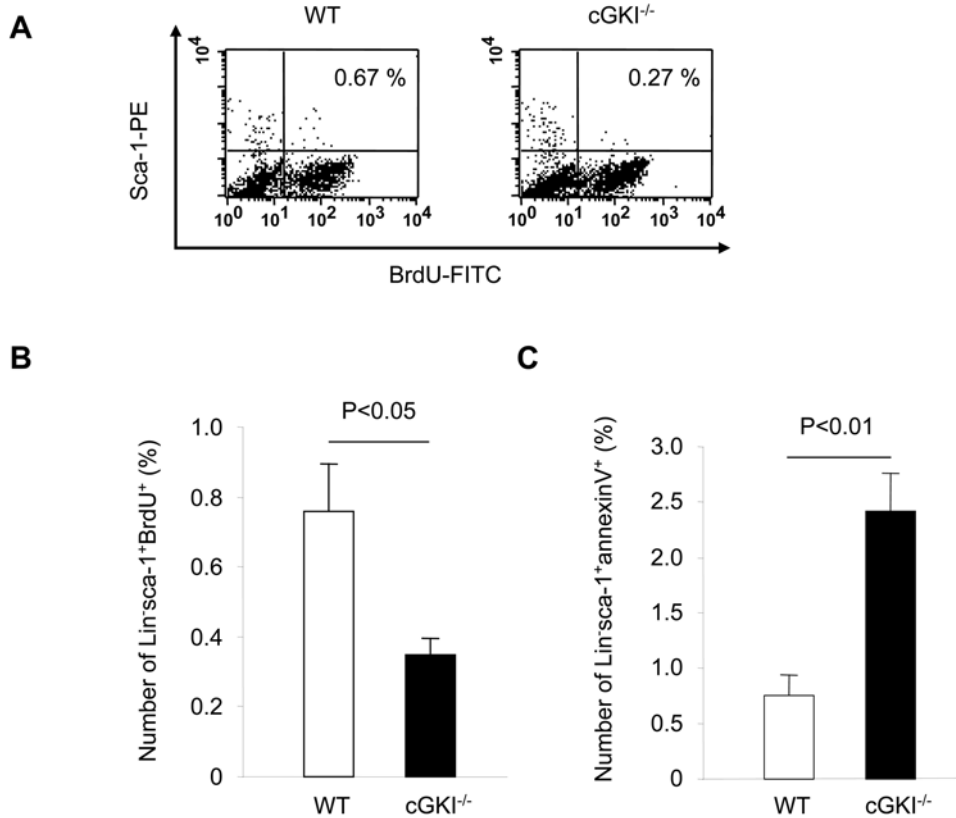 A
WT
cGKI-/-
10⁴
0.67 %
0.27 %
Sca-1-PE
10⁰ 10¹ 10² 10³ 10⁴
10⁰ 10¹ 10² 10³ 10⁴
BrdU-FITC
B
P<0.05
Number of Lin-sca-1+BrdU+ (%)
1.0
0.8
0.6
0.4
0.2
0
WT
cGKI-/-
C
P<0.01
Number of Lin-sca-1+annexinV+ (%)
3.0
2.5
2.0
1.5
1.0
0.5
0
WT
cGKI-/-